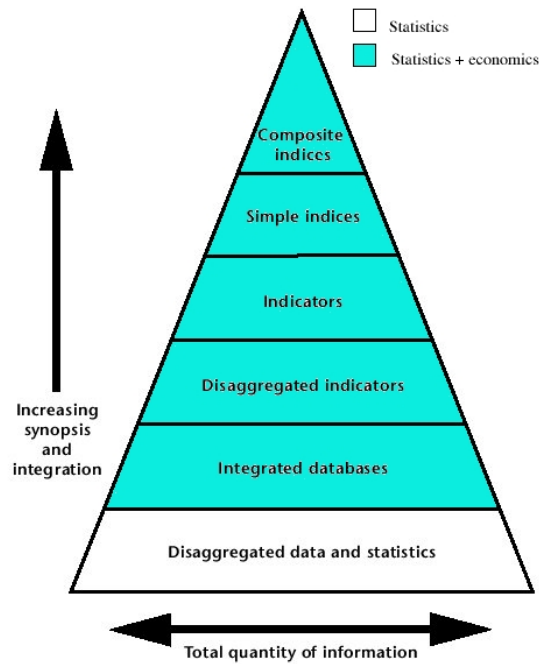 Statistics
Statistics + economics
Composite
indices
Simple indices
Indicators
Disaggregated indicators
Integrated databases
Disaggregated data and statistics
Increasing
synopsis
and
integration
Total quantity of information